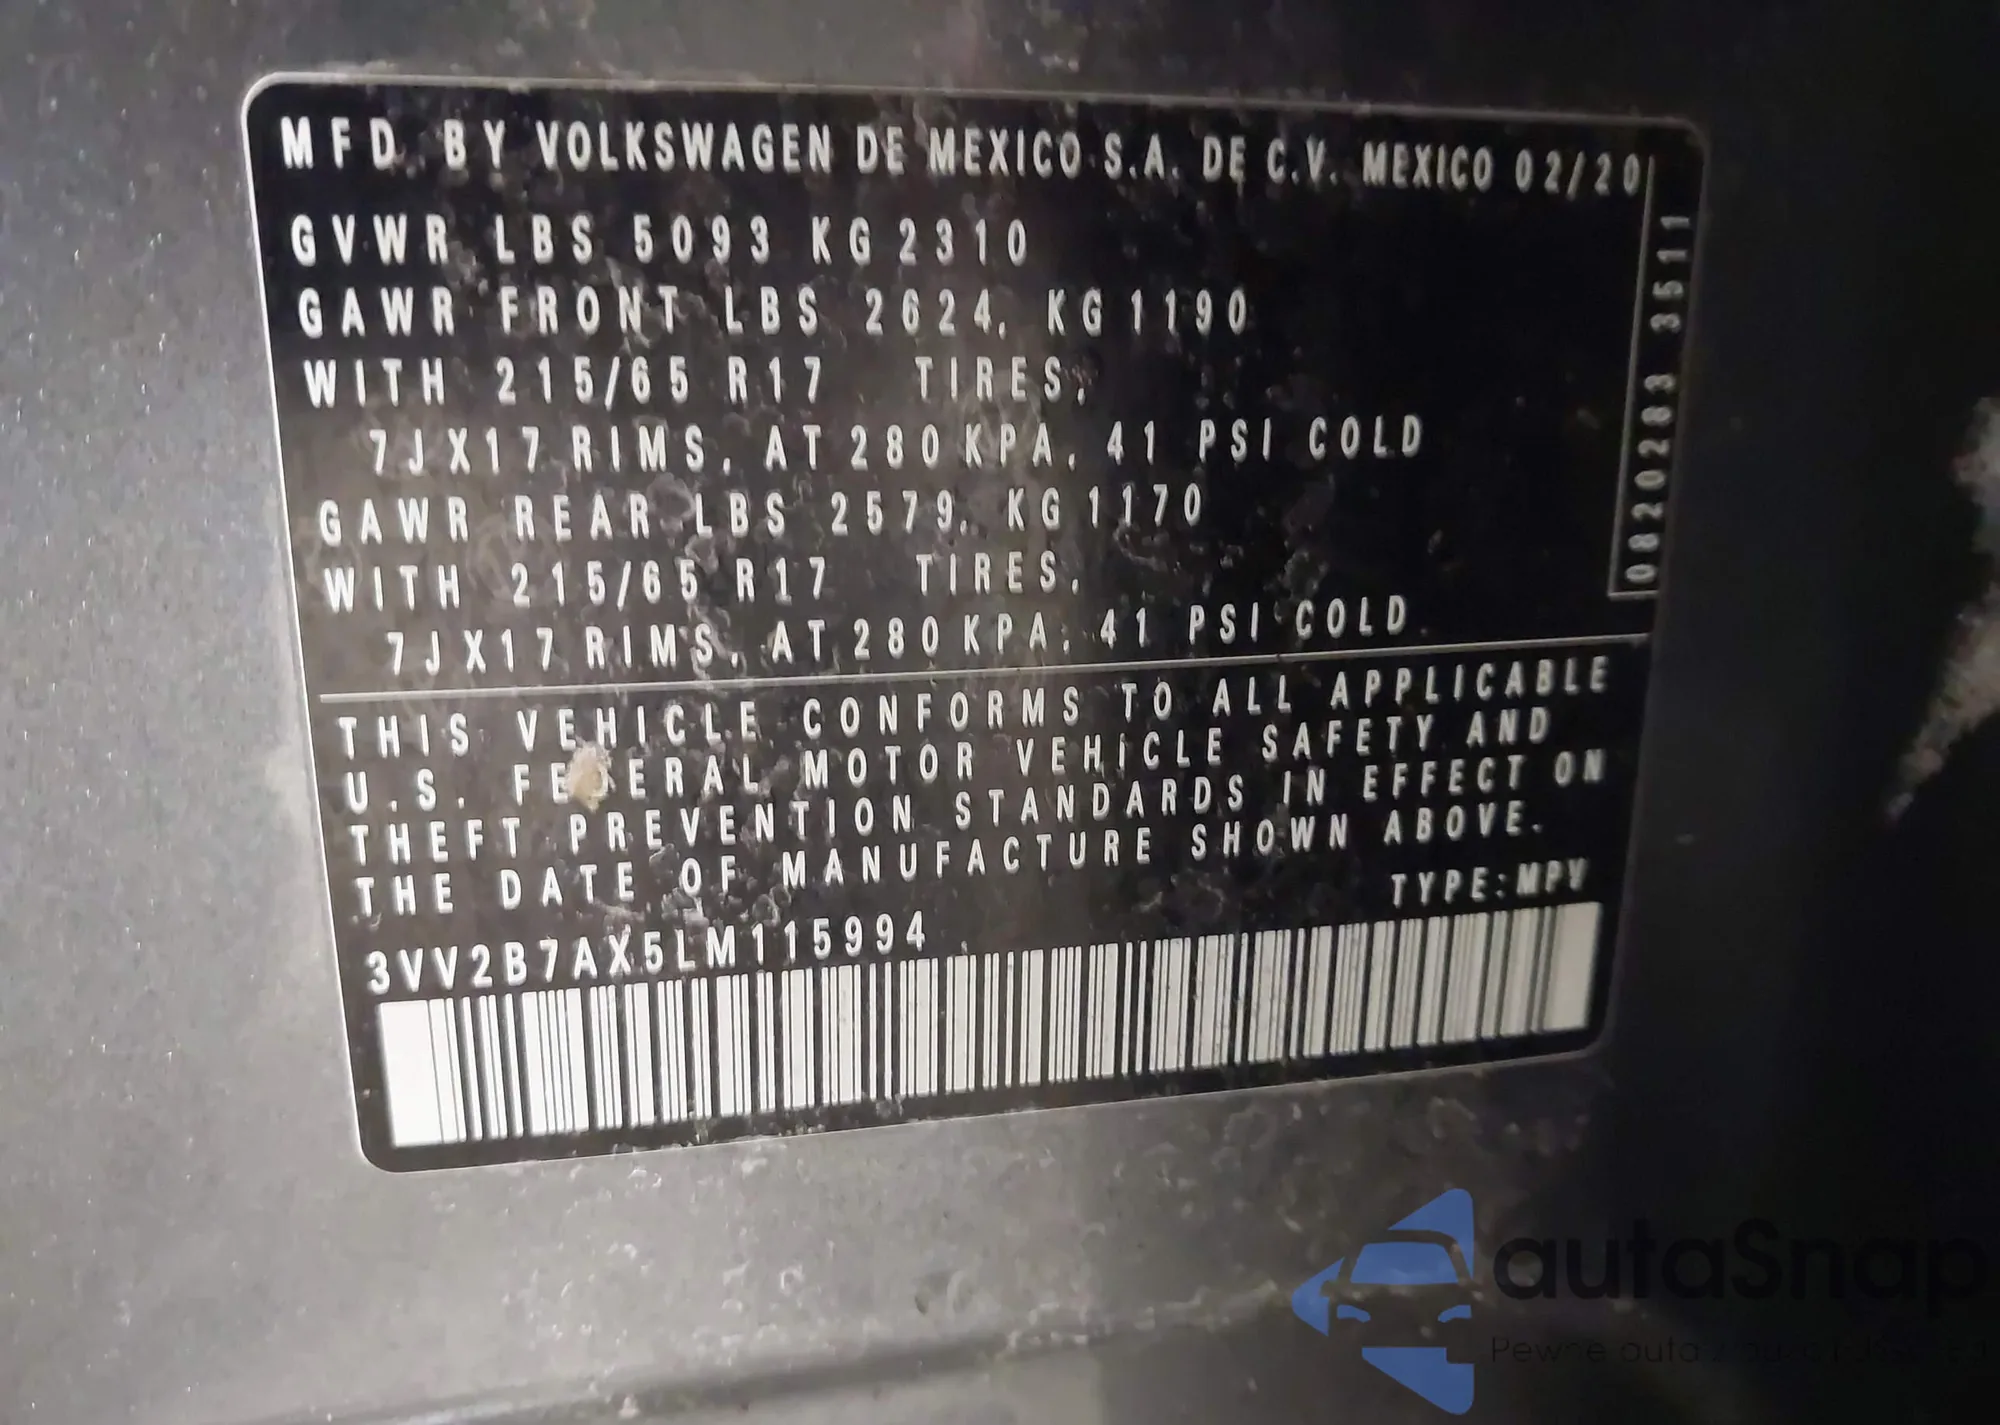 MFD. BY VOLKSWAGEN DE MEXICO S.A. DE C.V. MEXICO 02/20
GVWR LBS 5093 KG 2310
GAWR FRONT LBS 2624, KG 1190
WITH 215/65 R17 TIRES,
7JX17 RIMS, AT 280 KPA, 41 PSI COLD
GAWR REAR LBS 2579, KG 1170
WITH 215/65 R17 TIRES,
7JX17 RIMS, AT 280 KPA, 41 PSI COLD
0820283 3511
THIS VEHICLE CONFORMS TO ALL APPLICABLE
U.S. FEDERAL MOTOR VEHICLE SAFETY AND
THEFT PREVENTION STANDARDS IN EFFECT ON
THE DATE OF MANUFACTURE SHOWN ABOVE.
TYPE:MPV
3VV2B7AX5LM115994
autaSnap
Pewne auta z